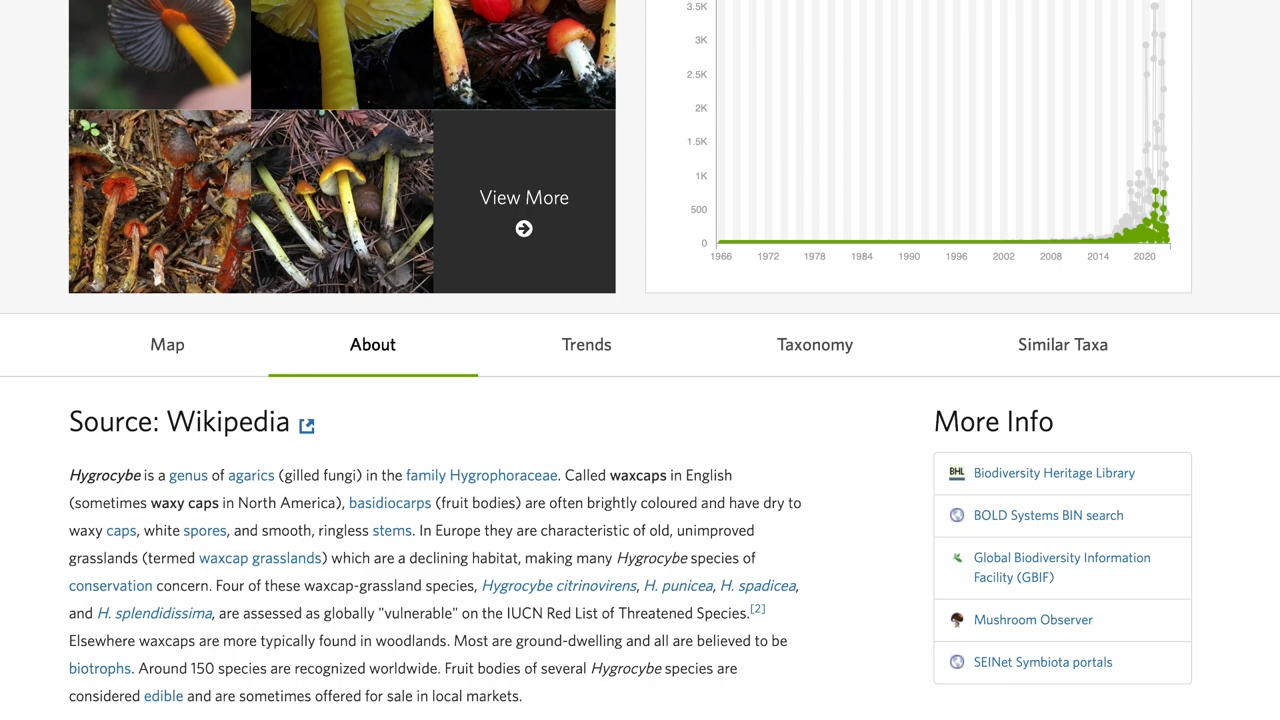 View More
3.5K
3K
2.5K
2K
1.5K
1K
500
0
1966 1972 1978 1984 1990 1996 2002 2008 2014 2020
Map About Trends Taxonomy Similar Taxa
Source: Wikipedia
Hygrocybe is a genus of agarics (gilled fungi) in the family Hygrophoraceae. Called waxcaps in English
(sometimes waxy caps in North America), basidiocarps (fruit bodies) are often brightly coloured and have dry to
waxy caps, white spores, and smooth, ringless stems. In Europe they are characteristic of old, unimproved
grasslands (termed waxcap grasslands) which are a declining habitat, making many Hygrocybe species of
conservation concern. Four of these waxcap-grassland species, Hygrocybe citrinovirens, H. punicea, H. spadicea,
and H. splendidissima, are assessed as globally "vulnerable" on the IUCN Red List of Threatened Species.[2]
Elsewhere waxcaps are more typically found in woodlands. Most are ground-dwelling and all are believed to be
biotrophs. Around 150 species are recognized worldwide. Fruit bodies of several Hygrocybe species are
considered edible and are sometimes offered for sale in local markets.
More Info
BHL Biodiversity Heritage Library
BOLD Systems BIN search
Global Biodiversity Information
Facility (GBIF)
Mushroom Observer
SEINet Symbiota portals